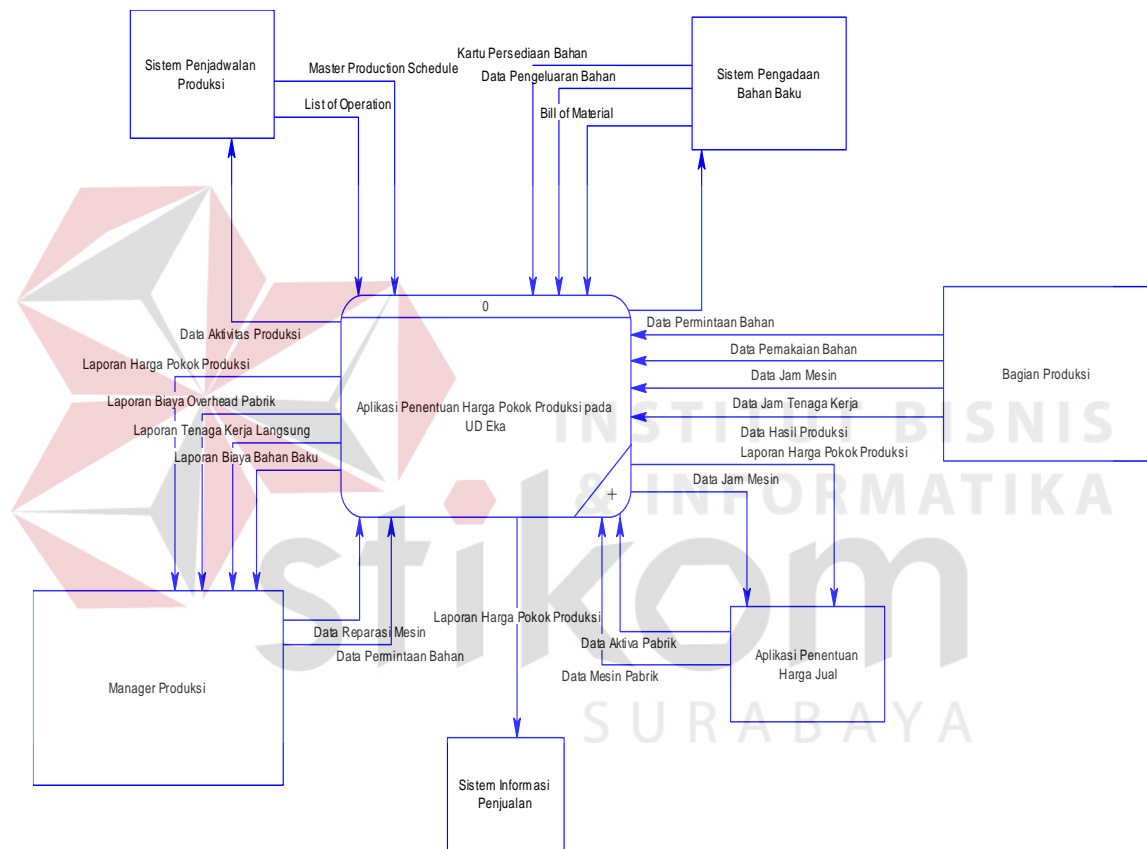 Sistem Penjadwalan
Produksi
Master Production Schedule
List of Operation
Kartu Persediaan Bahan
Data Pengeluaran Bahan
Bill of Material
Sistem Pengadaan
Bahan Baku
0
Aplikasi Penentuan Harga Pokok Produksi pada
UD Eka
+
Data Aktivitas Produksi
Laporan Harga Pokok Produksi
Laporan Biaya Overhead Pabrik
Laporan Tenaga Kerja Langsung
Laporan Biaya Bahan Baku
Data Permintaan Bahan
Data Pemakaian Bahan
Data Jam Mesin
Data Jam Tenaga Kerja
Data Hasil Produksi
Bagian Produksi
Laporan Harga Pokok Produksi
Data Jam Mesin
INSTITUT BISNIS
& INFORMATIKA
stikom
SURABAYA
Data Reparasi Mesin
Data Permintaan Bahan
Manager Produksi
Laporan Harga Pokok Produksi
Data Aktiva Pabrik
Data Mesin Pabrik
Aplikasi Penentuan
Harga Jual
Sistem Informasi
Penjualan